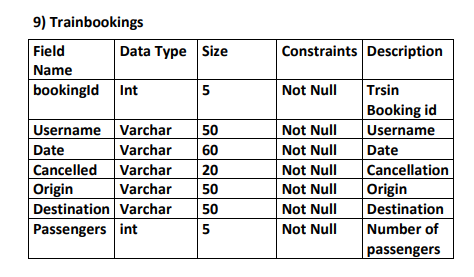 9) Trainbookings
Field Name Data Type Size Constraints Description
bookingId Int 5 Not Null Trsin Booking id
Username Varchar 50 Not Null Username
Date Varchar 60 Not Null Date
Cancelled Varchar 20 Not Null Cancellation
Origin Varchar 50 Not Null Origin
Destination Varchar 50 Not Null Destination
Passengers int 5 Not Null Number of passengers